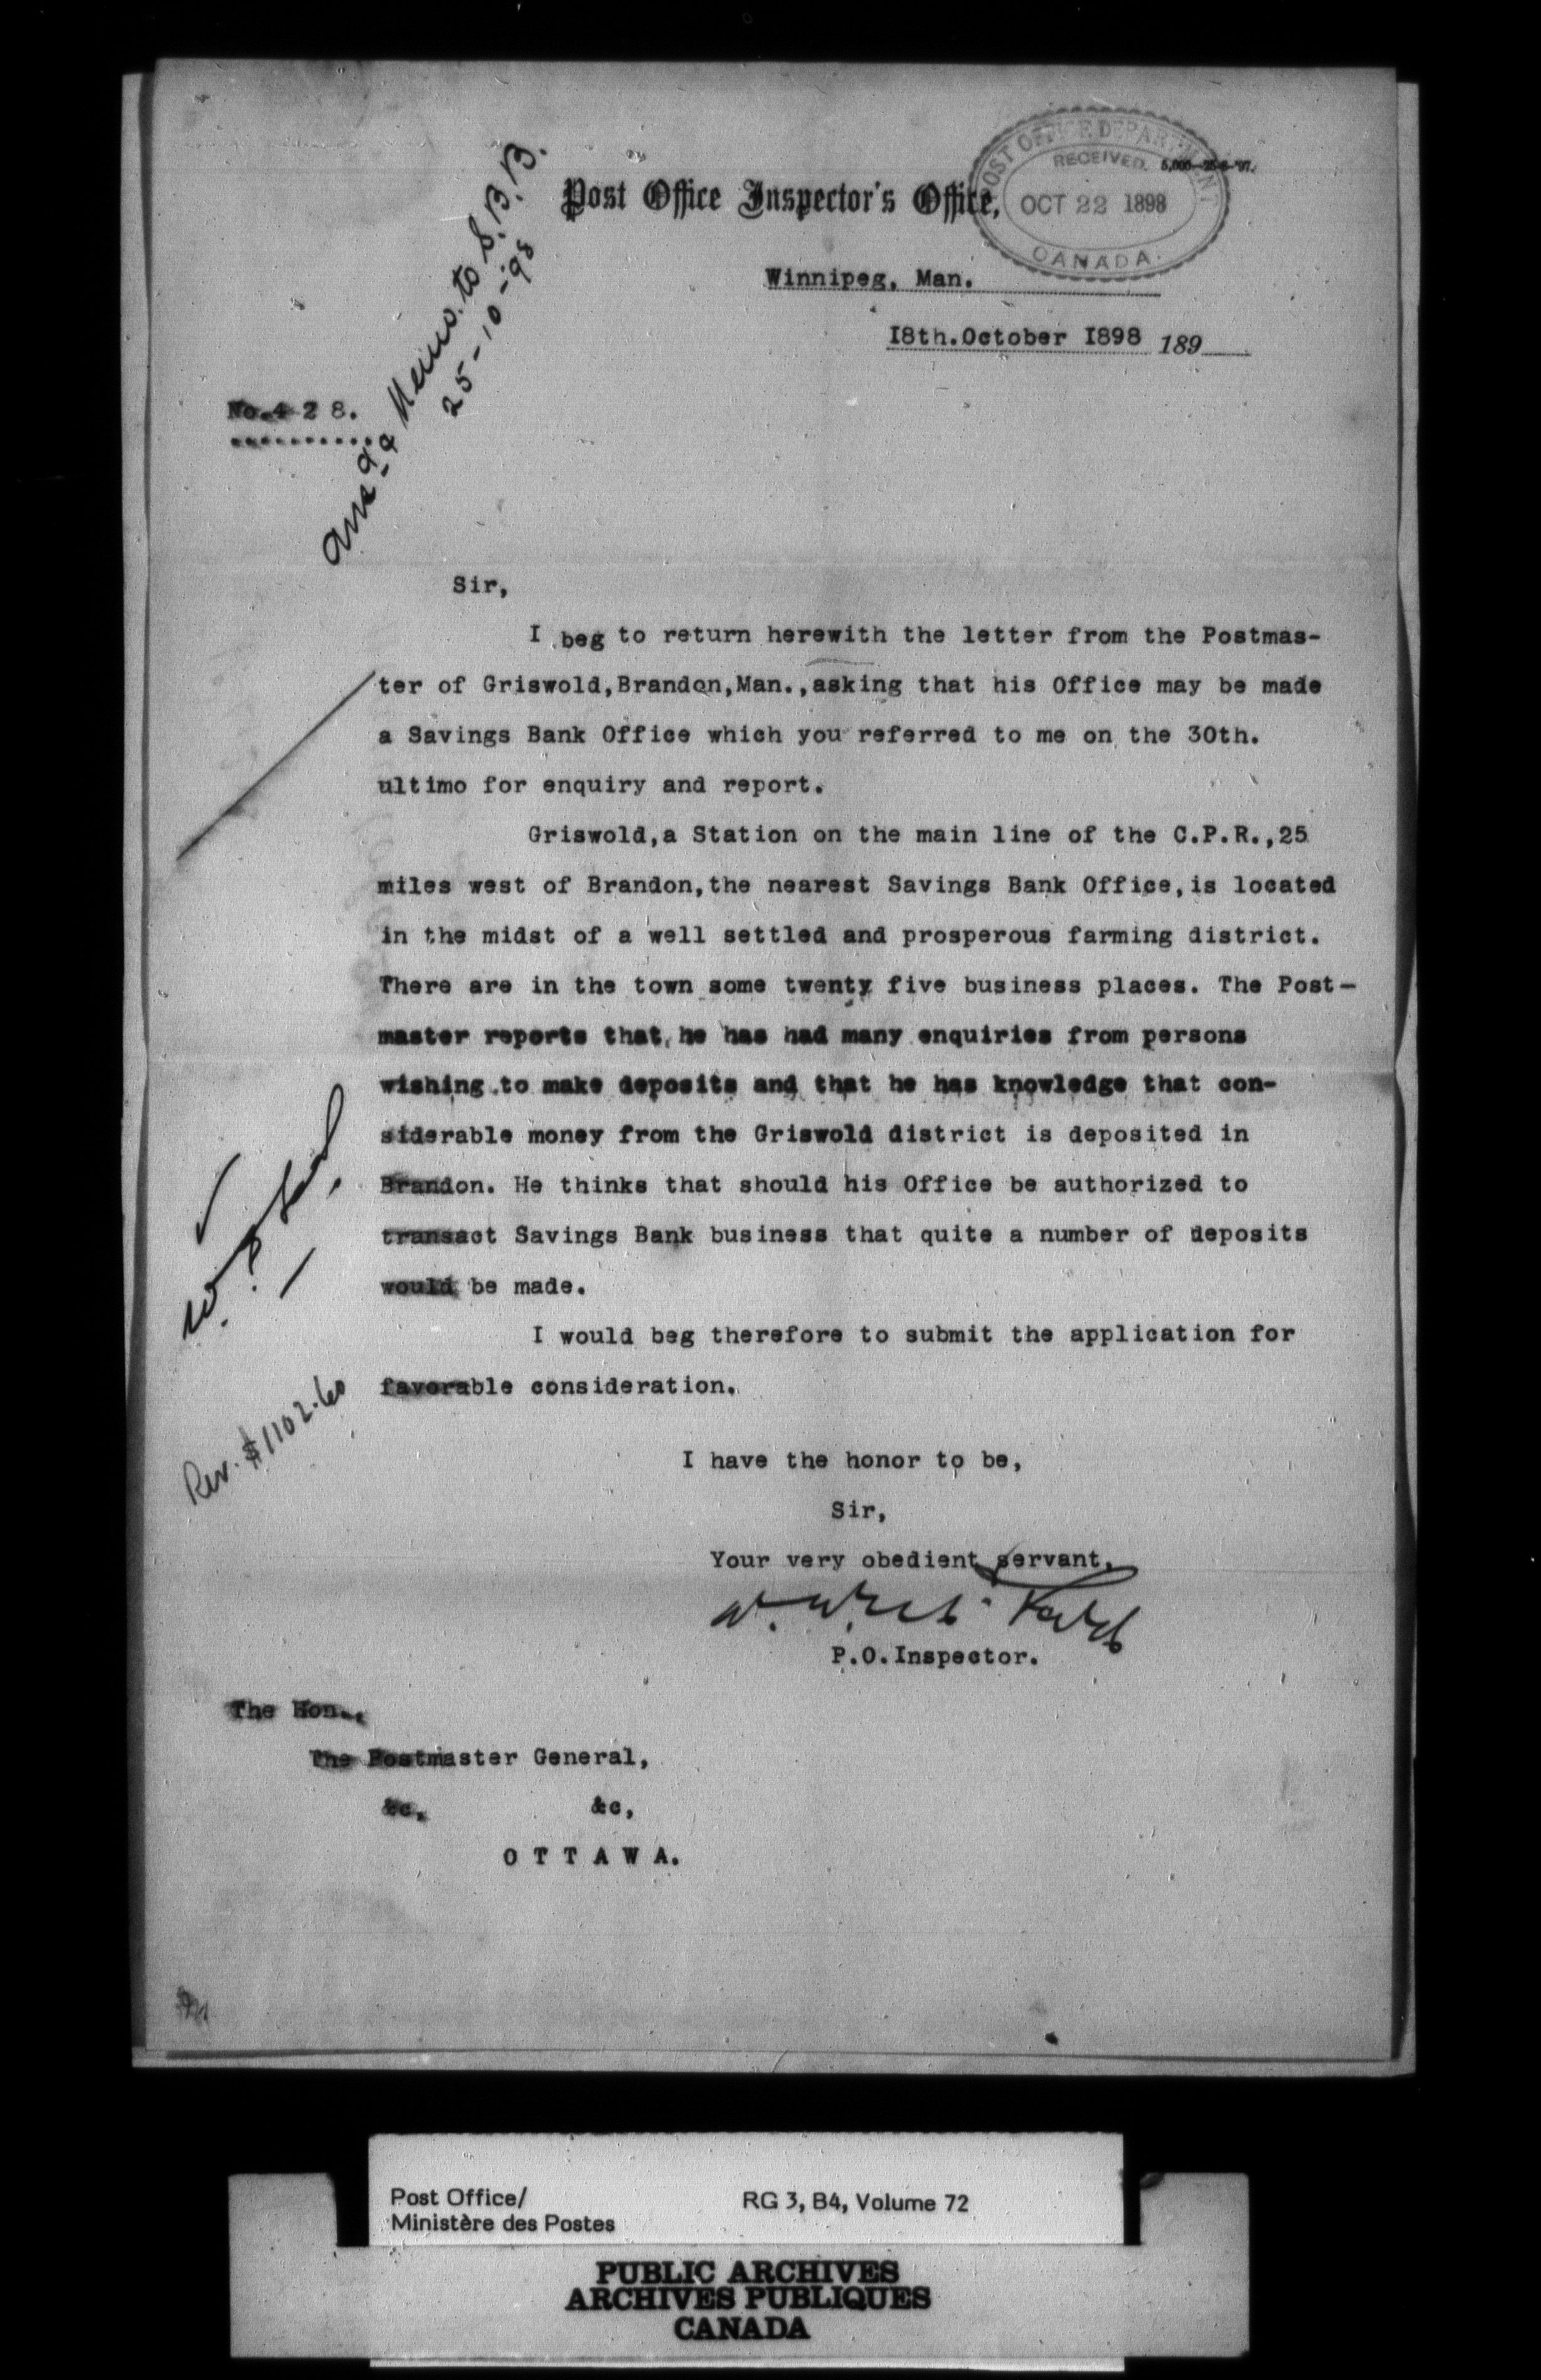 POST OFFICE DEPARTMENT
RECEIVED.
5,000—25-8-'97.
OCT 22 1898
CANADA.
Post Office Inspector's Office,
Winnipeg, Man.
I8th.October I898 189
No.428.
Memo. to S.B.B.
25-10-98
Sir,
I beg to return herewith the letter from the Postmas-
ter of Griswold,Brandon,Man.,asking that his Office may be made
a Savings Bank Office which you referred to me on the 30th.
ultimo for enquiry and report.
Griswold,a Station on the main line of the C.P.R.,25
miles west of Brandon,the nearest Savings Bank Office,is located
in the midst of a well settled and prosperous farming district.
There are in the town some twenty five business places. The Post-
master reports that he has had many enquiries from persons
wishing to make deposits and that he has knowledge that con-
siderable money from the Griswold district is deposited in
Brandon. He thinks that should his Office be authorized to
transact Savings Bank business that quite a number of deposits
would be made.
I would beg therefore to submit the application for
favorable consideration.
Rev. $1102.60
I have the honor to be,
Sir,
Your very obedient servant,
P.O.Inspector.
The Hon.,
The Postmaster General,
&c, &c,
O T T A W A.
Post Office/
Ministère des Postes
RG 3, B4, Volume 72
PUBLIC ARCHIVES
ARCHIVES PUBLIQUES
CANADA